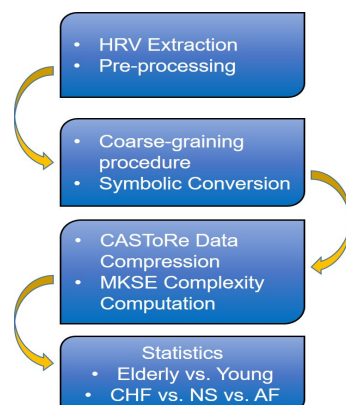 • HRV Extraction
• Pre-processing
• Coarse-graining
procedure
• Symbolic Conversion
• CASToRe Data
Compression
• MKSE Complexity
Computation
Statistics
• Elderly vs. Young
• CHF vs. NS vs. AF